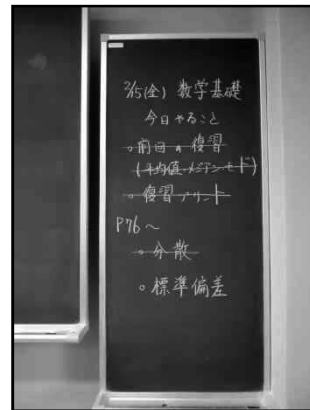 2/15(金) 数学基礎
今日やること
○前回の復習
(平均値・メジアン・モード)
○復習プリント
P76〜
○分散
○標準偏差